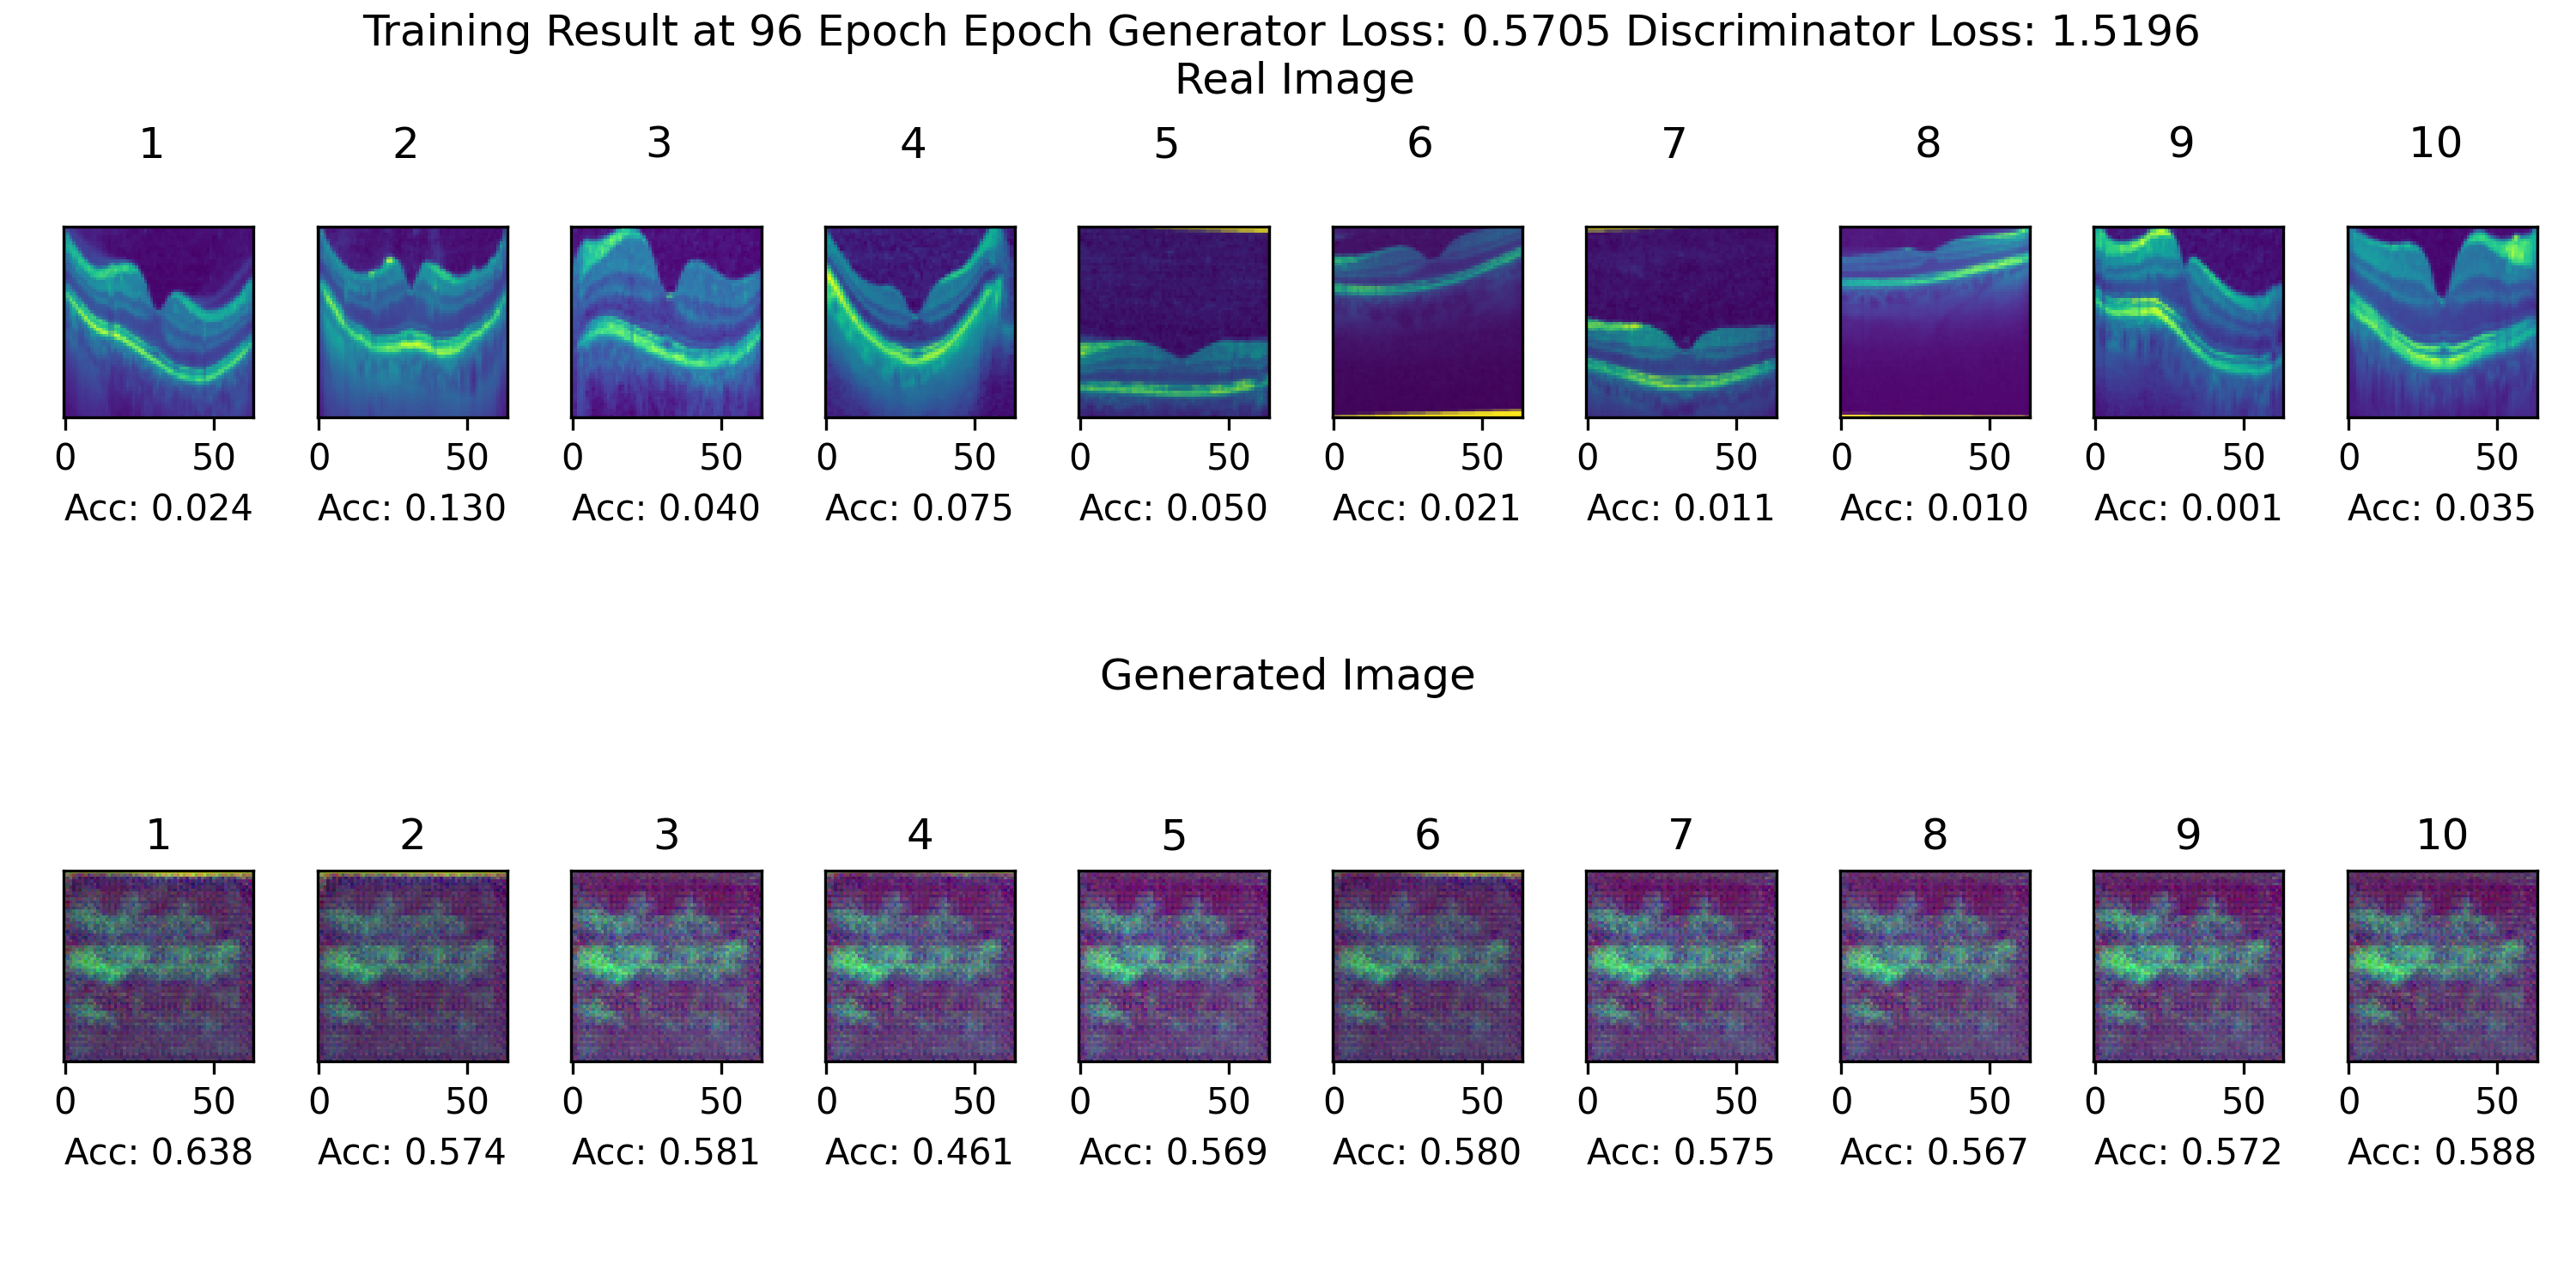 Training Result at 96 Epoch Epoch Generator Loss: 0.5705 Discriminator Loss: 1.5196
Real Image
1 2 3 4 5 6 7 8 9 10
0 50 0 50 0 50 0 50 0 50 0 50 0 50 0 50 0 50 0 50
Acc: 0.024 Acc: 0.130 Acc: 0.040 Acc: 0.075 Acc: 0.050 Acc: 0.021 Acc: 0.011 Acc: 0.010 Acc: 0.001 Acc: 0.035
Generated Image
1 2 3 4 5 6 7 8 9 10
0 50 0 50 0 50 0 50 0 50 0 50 0 50 0 50 0 50 0 50
Acc: 0.638 Acc: 0.574 Acc: 0.581 Acc: 0.461 Acc: 0.569 Acc: 0.580 Acc: 0.575 Acc: 0.567 Acc: 0.572 Acc: 0.588